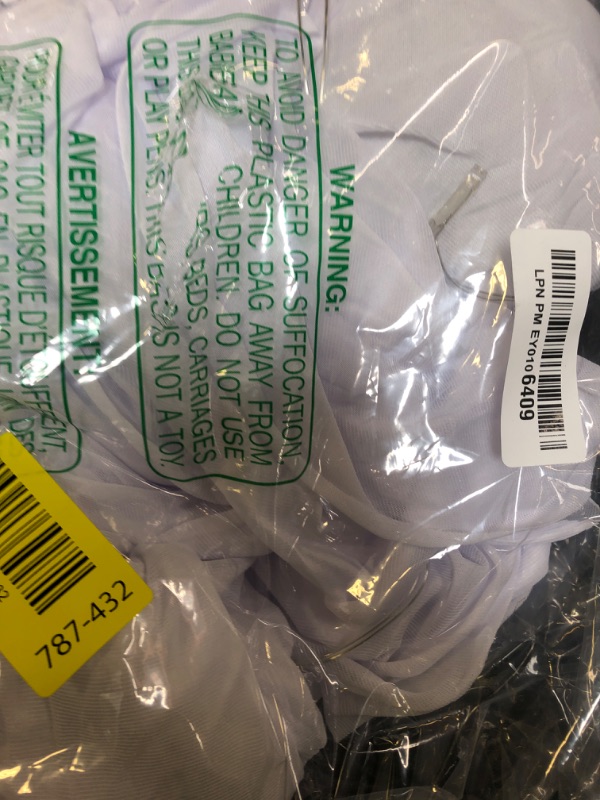 WARNING:
TO AVOID DANGER OF SUFFOCATION,
KEEP THIS PLASTIC BAG AWAY FROM
CHILDREN. DO NOT USE
BEDS, CARRIAGES
OR PLAY PENS. THIS BAG IS NOT A TOY.
AVERTISSEMENT
TOUT RISQUE
LPN PM EY0106409
787-432